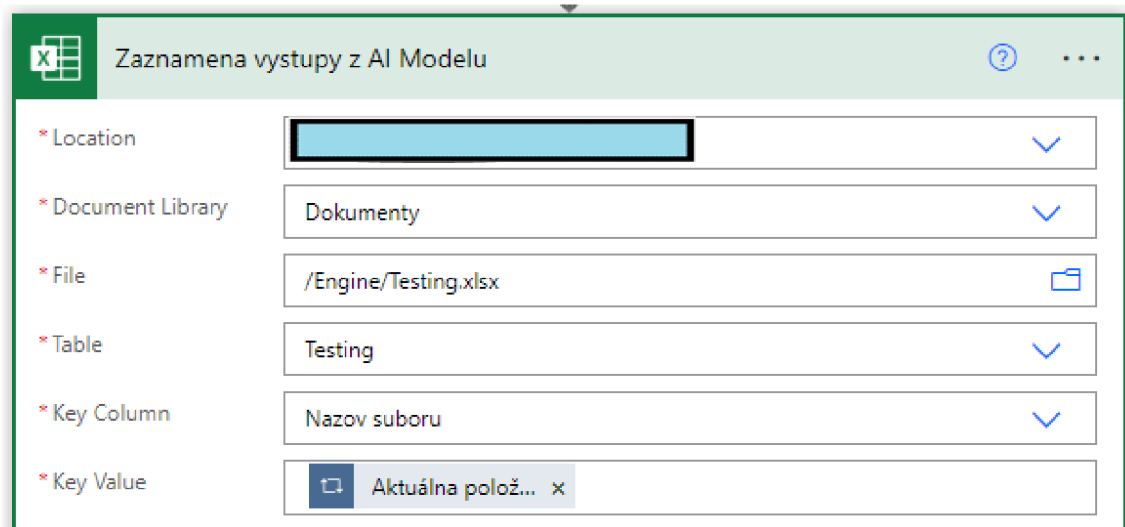 Zaznamena vystupy z AI Modelu
* Location
* Document Library
Dokumenty
* File
/Engine/Testing.xlsx
* Table
Testing
* Key Column
Nazov suboru
* Key Value
Aktuálna polož... ×